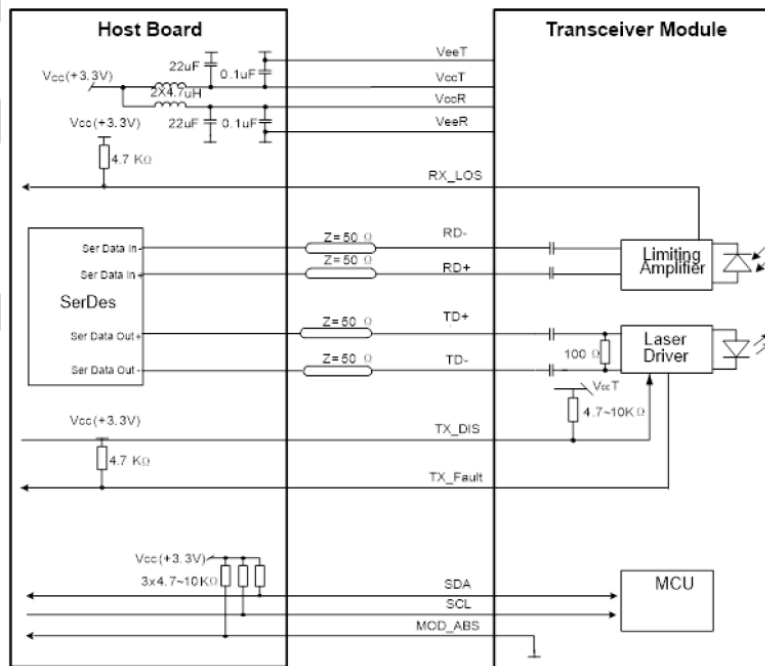 Host Board
Transceiver Module
VeeT
22uF
0.1uF
Vcc(+3.3V)
VccT
2X4.7uH
VccR
Vcc(+3.3V)
22uF
0.1uF
VeeR
4.7 KΩ
RX_LOS
Z=50 Ω
RD-
Ser Data In-
Limiting
Amplifier
Z=50 Ω
RD+
Ser Data In+
SerDes
Z=50 Ω
TD+
Ser Data Out+
Laser
Driver
100 Ω
Z=50 Ω
TD-
Ser Data Out-
VccT
4.7~10KΩ
Vcc(+3.3V)
TX_DIS
4.7 KΩ
TX_Fault
Vcc(+3.3V)
3x4.7~10KΩ
SDA
MCU
SCL
MOD_ABS